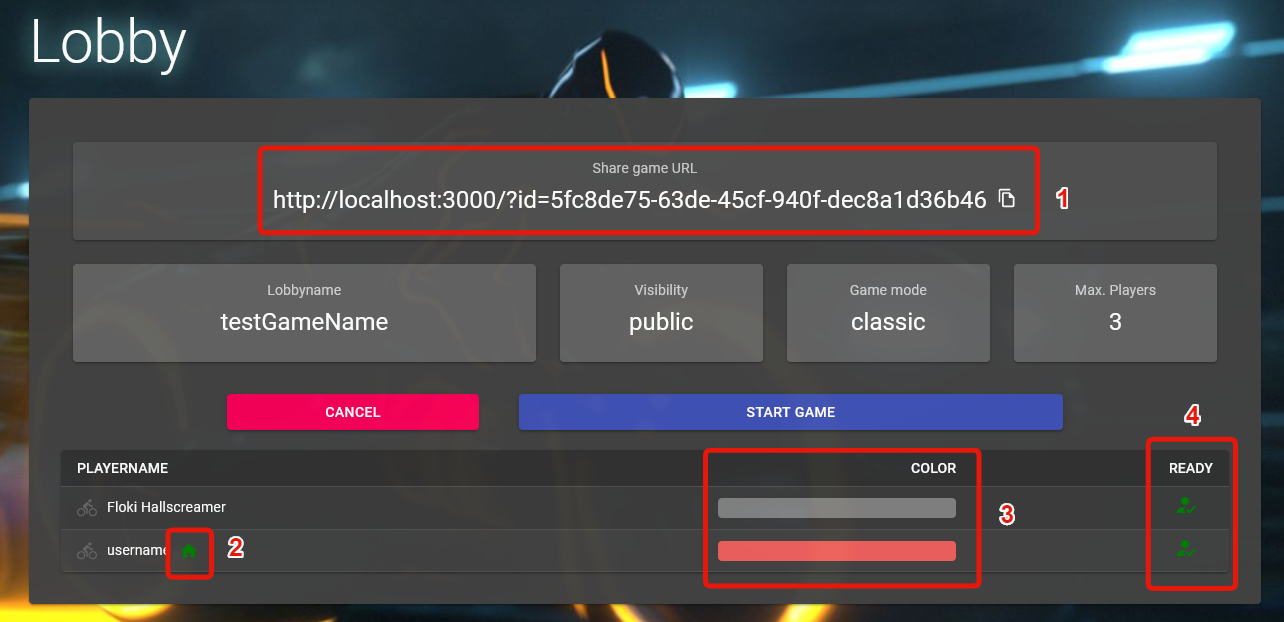 Lobby
Share game URL
http://localhost:3000/?id=5fc8de75-63de-45cf-940f-dec8a1d36b46
1
Lobbyname
testGameName
Visibility
public
Game mode
classic
Max. Players
3
CANCEL
START GAME
4
PLAYERNAME
COLOR
READY
Floki Hallscreamer
3
username
2